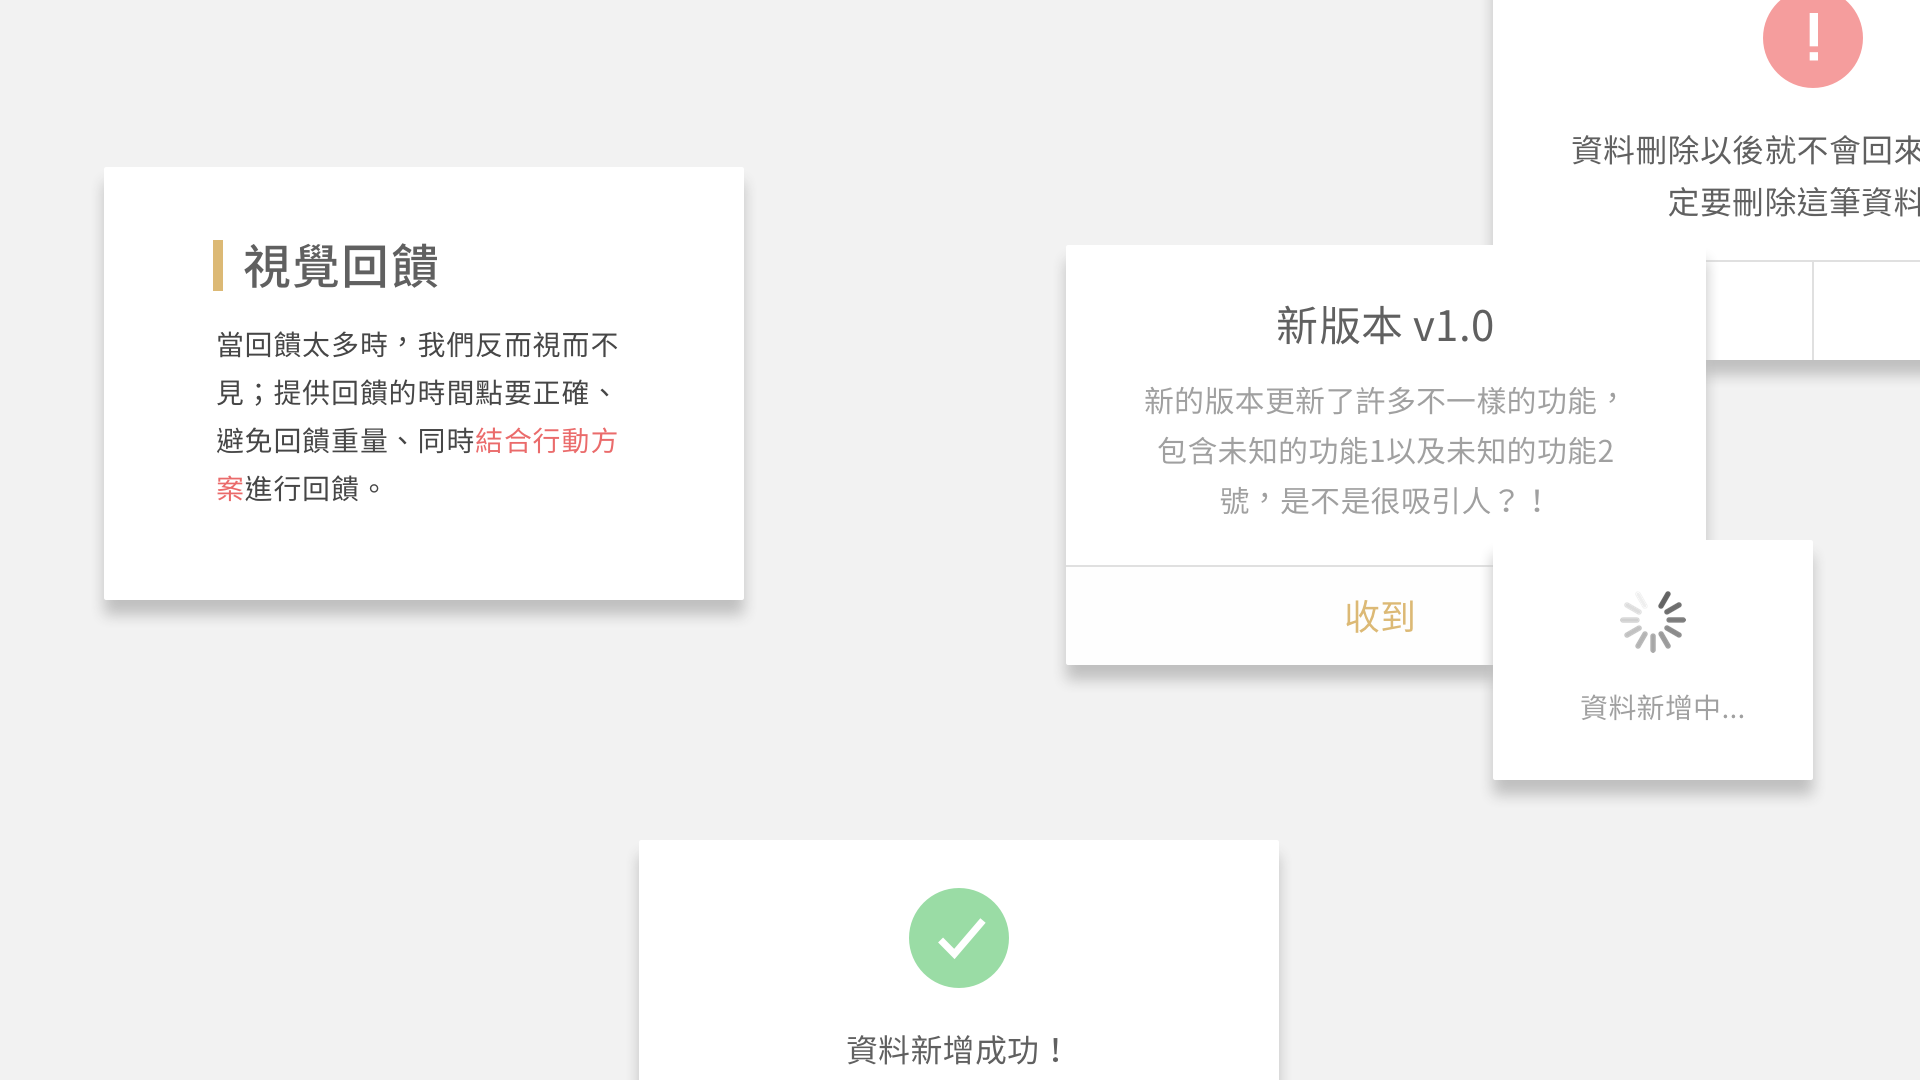 視覺回饋
當回饋太多時，我們反而視而不
見；提供回饋的時間點要正確、
避免回饋重量、同時結合行動方
案進行回饋。
!
資料刪除以後就不會回來
定要刪除這筆資料
新版本 v1.0
新的版本更新了許多不一樣的功能，
包含未知的功能1以及未知的功能2
號，是不是很吸引人？！
收到
資料新增中...
資料新增成功！